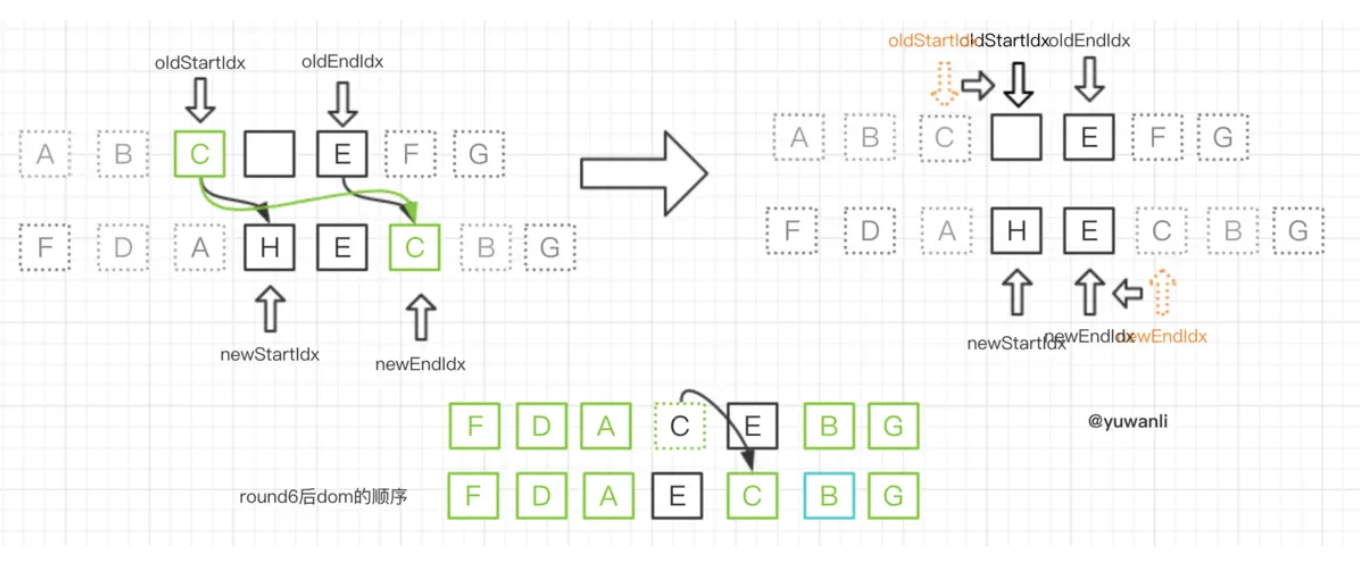 oldStartIdx oldEndIdx
A B C E F G
F D A H E C B G
newStartIdx newEndIdx
oldStartIdx oldStartIdx oldEndIdx
A B C E F G
F D A H E C B G
newStartIdx newEndIdx newEndIdx
F D A C E B G
@yuwanli
round6后dom的顺序 F D A E C B G